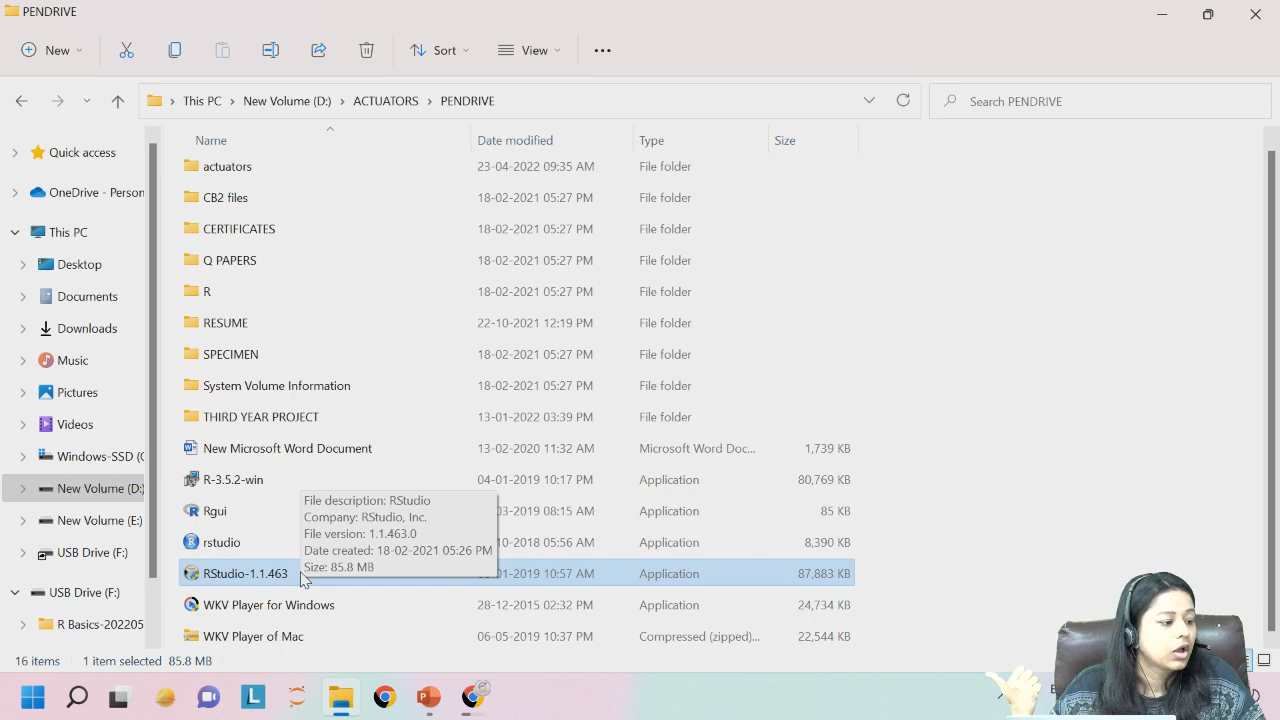 PENDRIVE
New
Sort
View
This PC
New Volume (D:)
ACTUATORS
PENDRIVE
Search PENDRIVE
Name
Date modified
Type
Size
Quick access
OneDrive - Person
This PC
Desktop
Documents
Downloads
Music
Pictures
Videos
Windows-SSD (
New Volume (D:)
New Volume (E:)
USB Drive (F:)
USB Drive (F:)
R Basics-202205
actuators 23-04-2022 09:35 AM File folder
CB2 files 18-02-2021 05:27 PM File folder
CERTIFICATES 18-02-2021 05:27 PM File folder
Q PAPERS 18-02-2021 05:27 PM File folder
R 18-02-2021 05:27 PM File folder
RESUME 22-10-2021 12:19 PM File folder
SPECIMEN 18-02-2021 05:27 PM File folder
System Volume Information 18-02-2021 05:27 PM File folder
THIRD YEAR PROJECT 13-01-2022 03:39 PM File folder
New Microsoft Word Document 13-02-2020 11:32 AM Microsoft Word Doc... 1,739 KB
R-3.5.2-win 04-01-2019 10:17 PM Application 80,769 KB
Rgui 03-2019 08:15 AM Application 85 KB
rstudio 10-2018 05:56 AM Application 8,390 KB
RStudio-1.1.463 01-2019 10:57 AM Application 87,883 KB
WKV Player for Windows 28-12-2015 02:32 PM Application 24,734 KB
WKV Player of Mac 06-05-2019 10:37 PM Compressed (zipped)... 22,544 KB
File description: RStudio
Company: RStudio, Inc.
File version: 1.1.463.0
Date created: 18-02-2021 05:26 PM
Size: 85.8 MB
16 items
1 item selected 85.8 MB
L